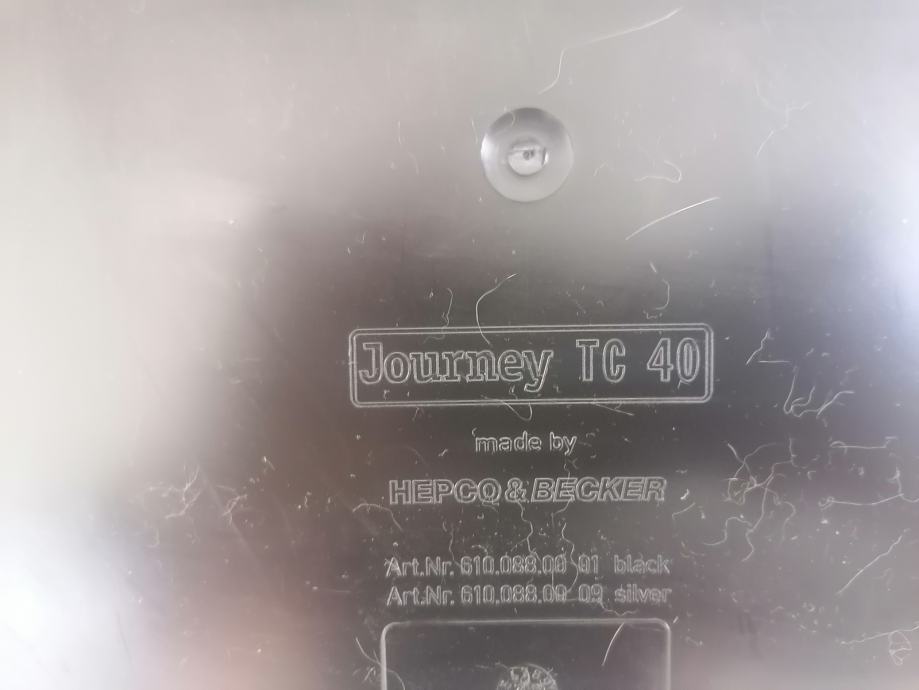 Journey TC 40
made by
HEPCO & BECKER
Art.Nr. 610.088.00 01 black
Art.Nr. 610.088.00 09 silver